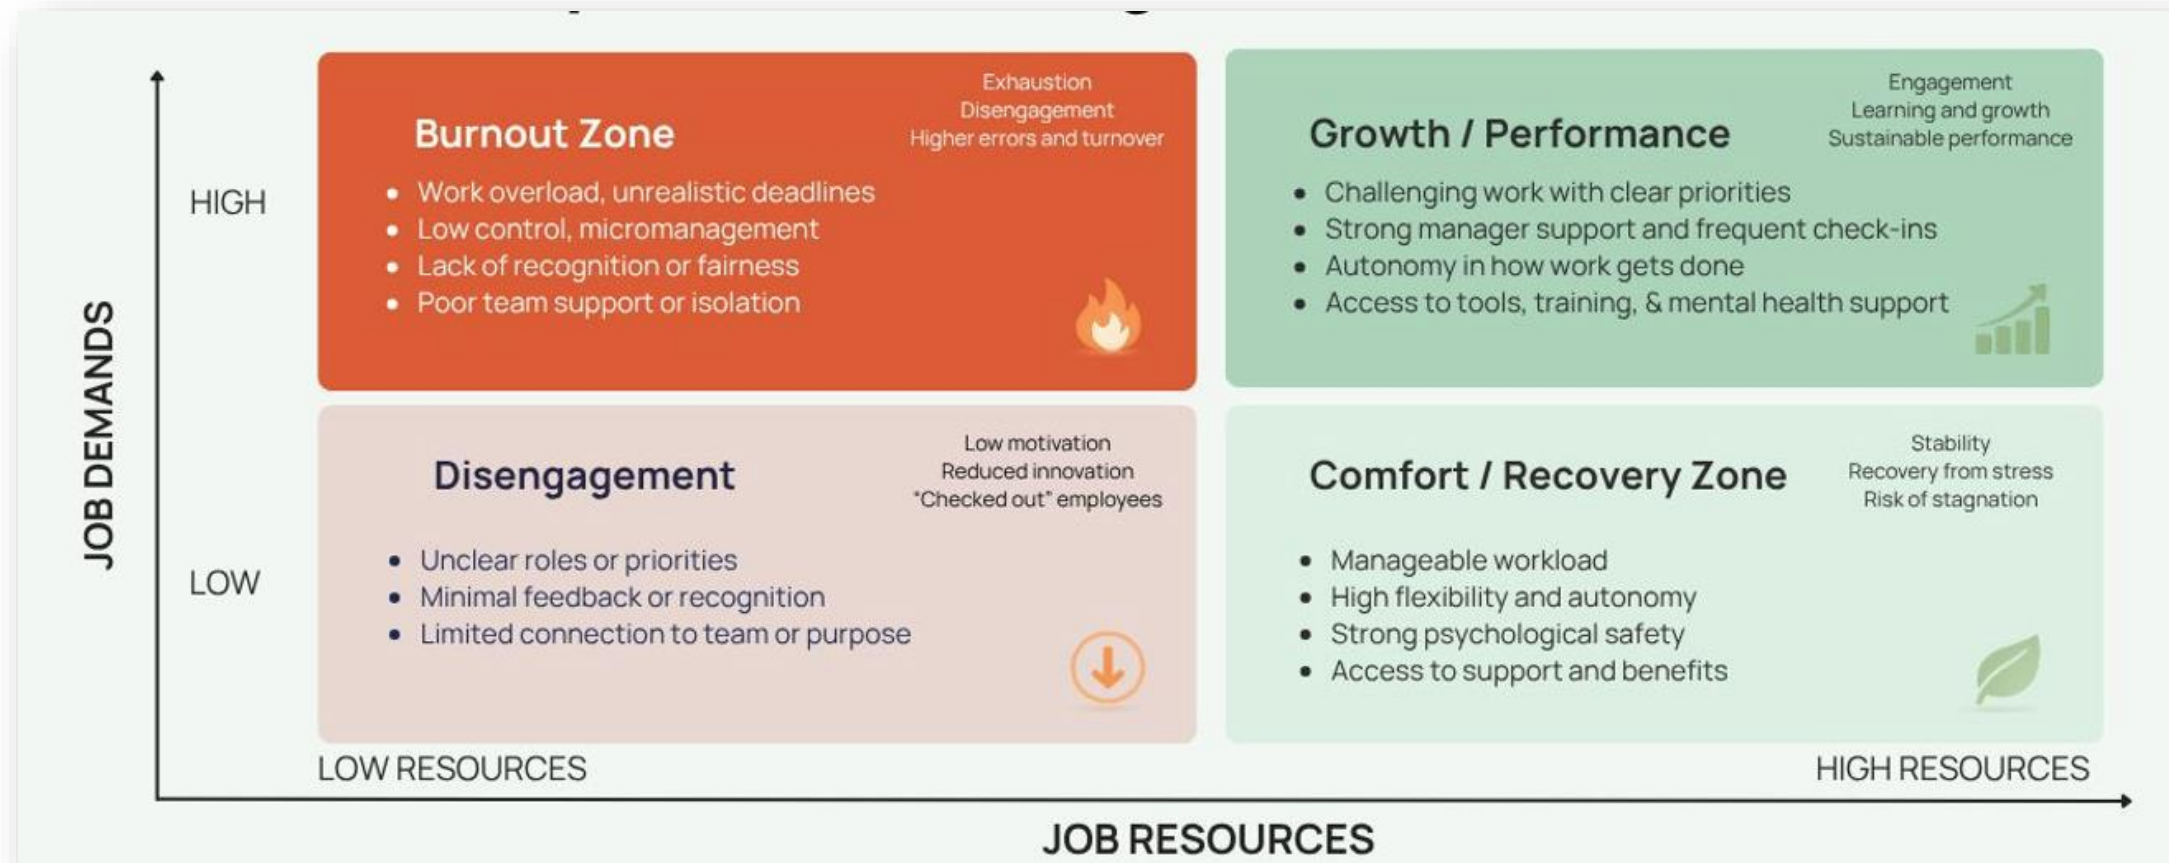 Exhaustion
Disengagement
Higher errors and turnover
Burnout Zone
• Work overload, unrealistic deadlines
• Low control, micromanagement
• Lack of recognition or fairness
• Poor team support or isolation
Engagement
Learning and growth
Sustainable performance
Growth / Performance
• Challenging work with clear priorities
• Strong manager support and frequent check-ins
• Autonomy in how work gets done
• Access to tools, training, & mental health support
HIGH
JOB DEMANDS
LOW
Low motivation
Reduced innovation
“Checked out” employees
Disengagement
• Unclear roles or priorities
• Minimal feedback or recognition
• Limited connection to team or purpose
Stability
Recovery from stress
Risk of stagnation
Comfort / Recovery Zone
• Manageable workload
• High flexibility and autonomy
• Strong psychological safety
• Access to support and benefits
LOW RESOURCES
HIGH RESOURCES
JOB RESOURCES